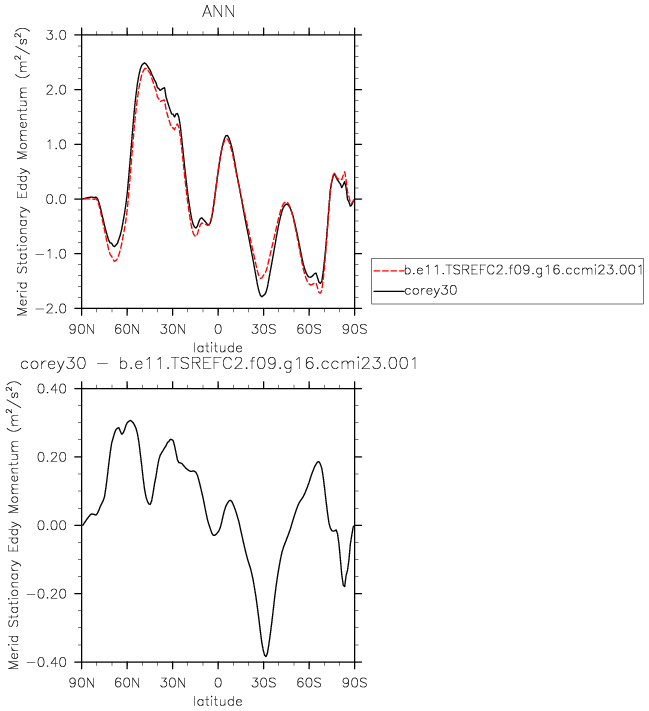 ANN
Merid Stationary Eddy Momentum (m²/s²)
3.0
2.0
1.0
0.0
−1.0
−2.0
90N 60N 30N 0 30S 60S 90S
latitude
b.e11.TSREFC2.f09.g16.ccmi23.001
corey30
corey30 − b.e11.TSREFC2.f09.g16.ccmi23.001
Merid Stationary Eddy Momentum (m²/s²)
0.40
0.20
0.00
−0.20
−0.40
90N 60N 30N 0 30S 60S 90S
latitude